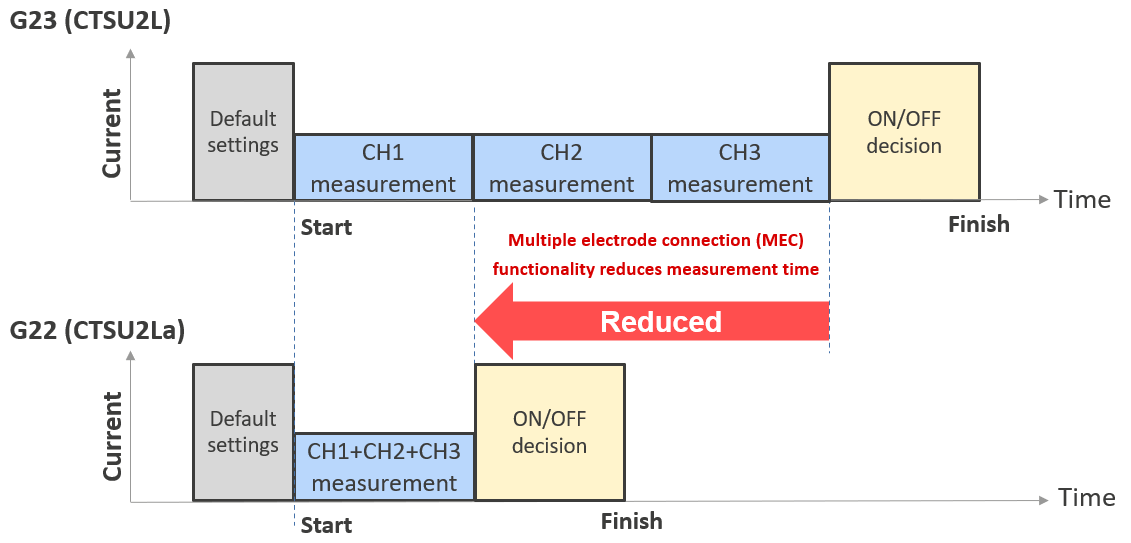 G23 (CTSU2L)
Current
Default
settings
CH1
measurement
CH2
measurement
CH3
measurement
ON/OFF
decision
Time
Start
Finish
Multiple electrode connection (MEC)
functionality reduces measurement time
Reduced
G22 (CTSU2La)
Current
Default
settings
CH1+CH2+CH3
measurement
ON/OFF
decision
Time
Start
Finish